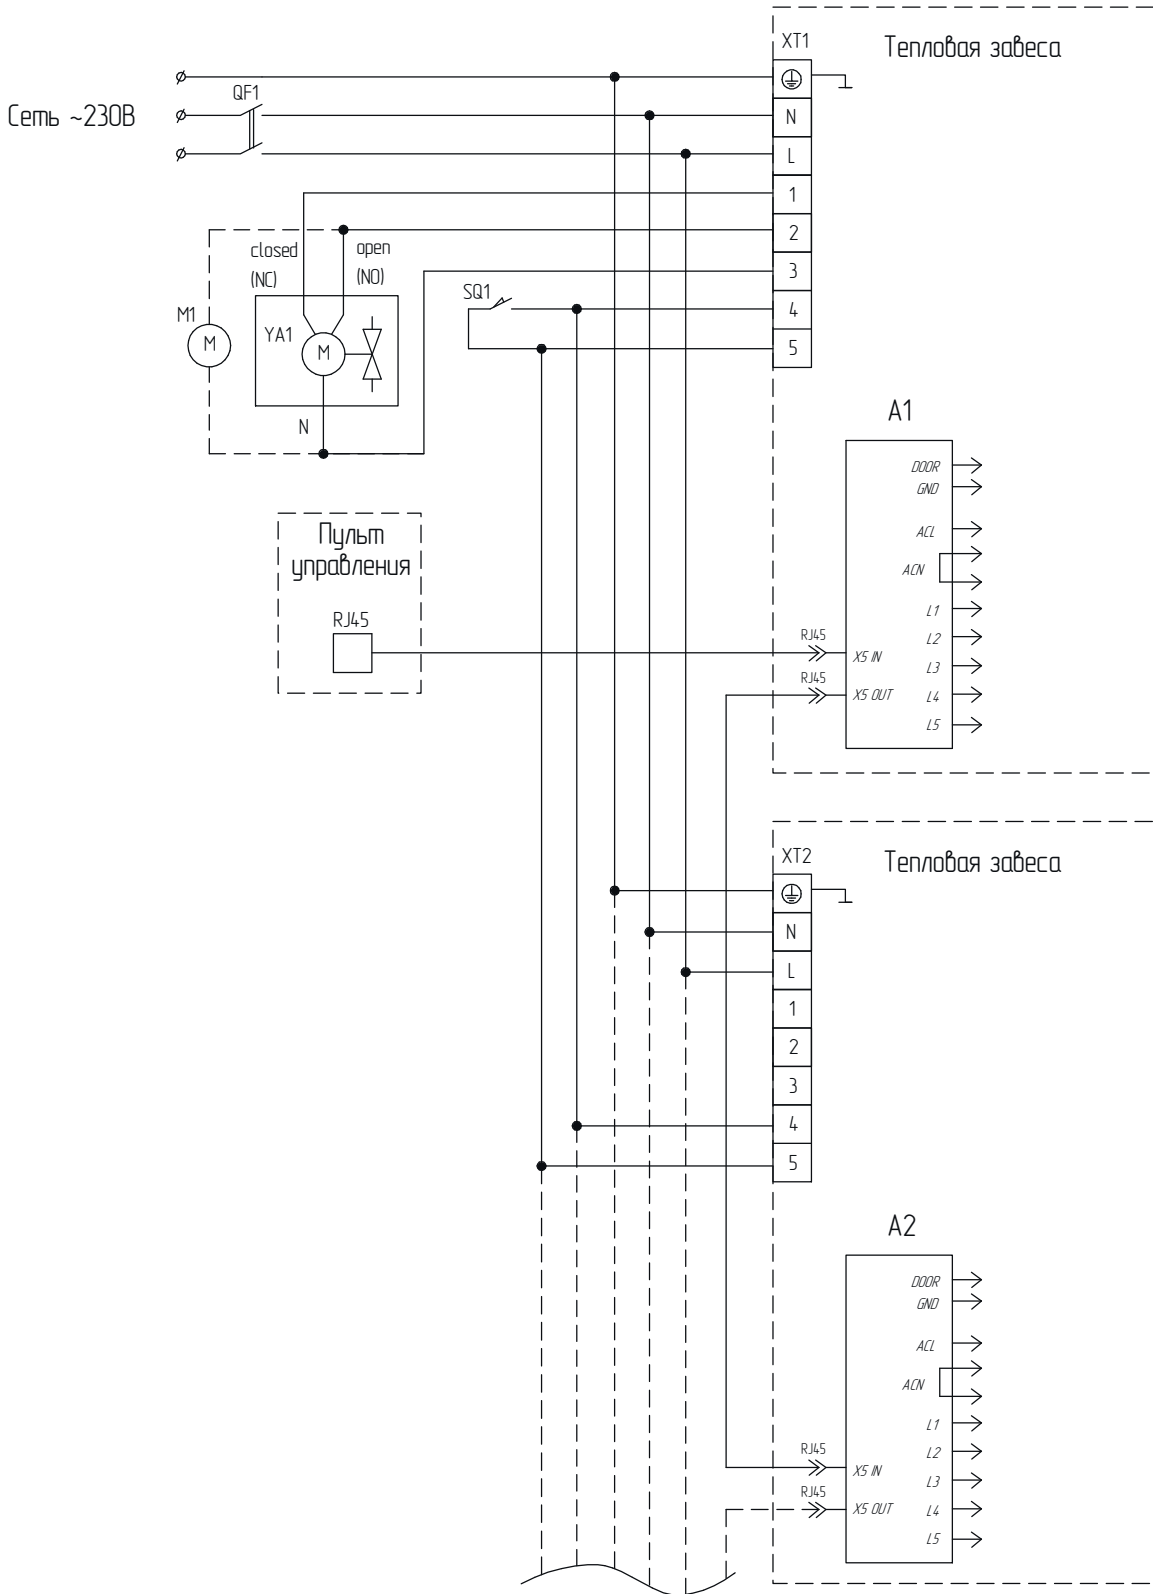 XT1
Тепловая завеса
QF1
Сеть ~230В
N
L
1
2
closed
(NC)
open
(NO)
3
SQ1
4
M1
YA1
M
M
5
N
A1
DOOR
GND
ACL
ACN
Пульт
управления
RJ45
L1
L2
RJ45
X5 IN
L3
RJ45
X5 OUT
L4
L5
XT2
Тепловая завеса
N
L
1
2
3
4
5
A2
DOOR
GND
ACL
ACN
L1
L2
RJ45
X5 IN
L3
RJ45
X5 OUT
L4
L5